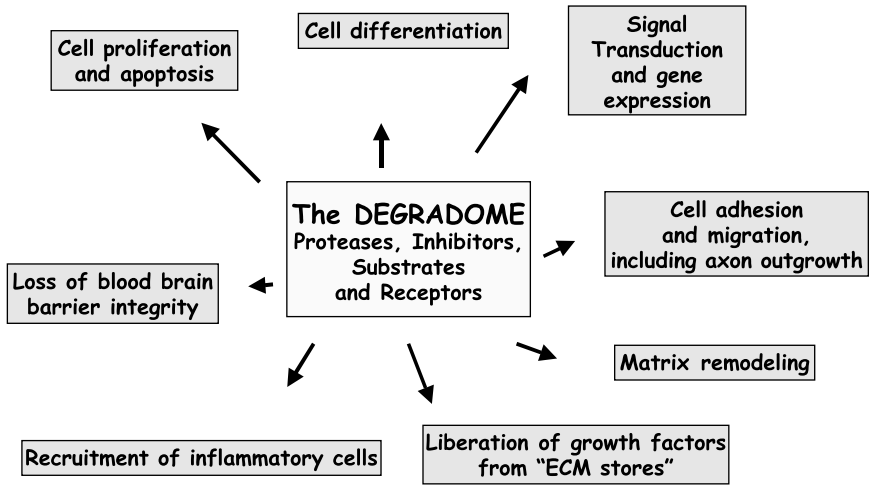 Cell proliferation
and apoptosis
Cell differentiation
Signal
Transduction
and gene
expression
The DEGRADOME
Proteases, Inhibitors,
Substrates
and Receptors
Cell adhesion
and migration,
including axon outgrowth
Loss of blood brain
barrier integrity
Matrix remodeling
Recruitment of inflammatory cells
Liberation of growth factors
from “ECM stores”